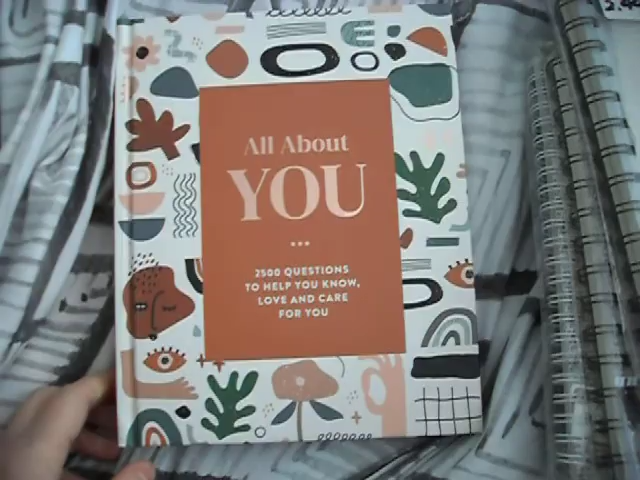 All About
YOU
2500 QUESTIONS
TO HELP YOU KNOW,
LOVE AND CARE
FOR YOU